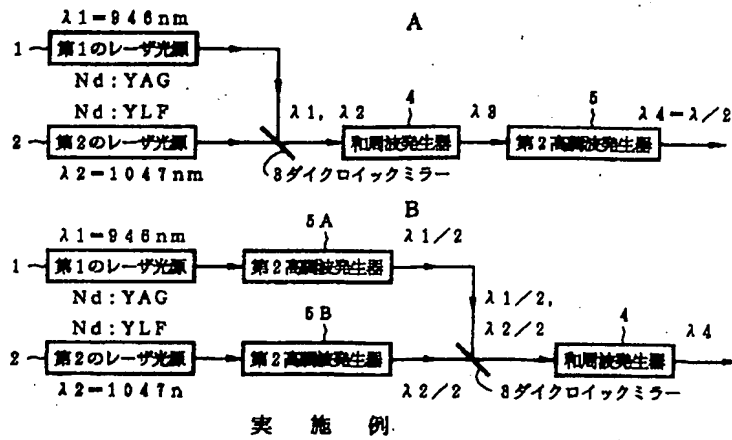 A
λ1=946nm
1 第1のレーザ光源
Nd:YAG
Nd:YLF
2 第2のレーザ光源
λ2=1047nm
λ1, λ2
3ダイクロイックミラー
4
和周波発生器
λ3
5
第2高調波発生器
λ4=λ/2
B
λ1=946nm
1 第1のレーザ光源
Nd:YAG
5A
第2高調波発生器
λ1/2
Nd:YLF
2 第2のレーザ光源
λ2=1047n
5B
第2高調波発生器
λ2/2
λ1/2,
λ2/2
3ダイクロイックミラー
4
和周波発生器
λ4
実施例